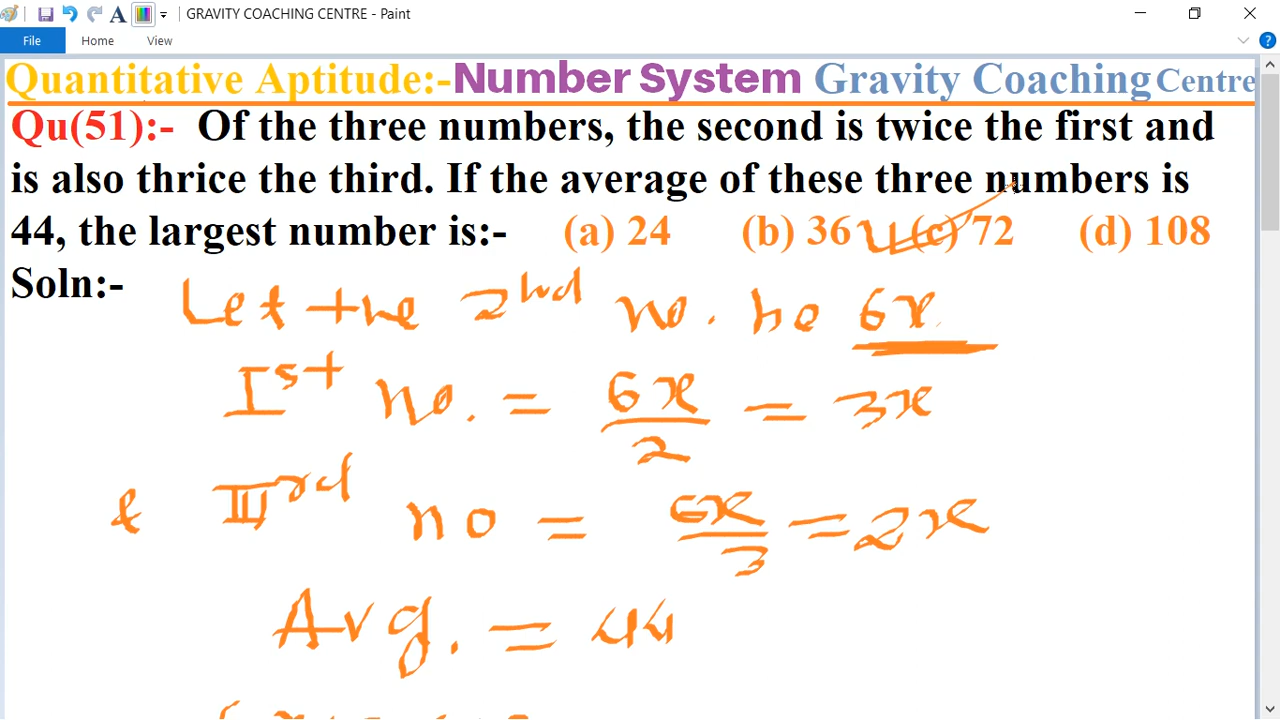 GRAVITY COACHING CENTRE - Paint
File Home View
Quantitative Aptitude:-Number System Gravity Coaching Centre
Qu(51):- Of the three numbers, the second is twice the first and
is also thrice the third. If the average of these three numbers is
44, the largest number is:- (a) 24 (b) 36 (c) 72 (d) 108
Soln:- Let the 2nd no. be 6x
Ist no. = 6x/2 = 3x
& IIIrd no = 6x/3 = 2x
Avg. = 44